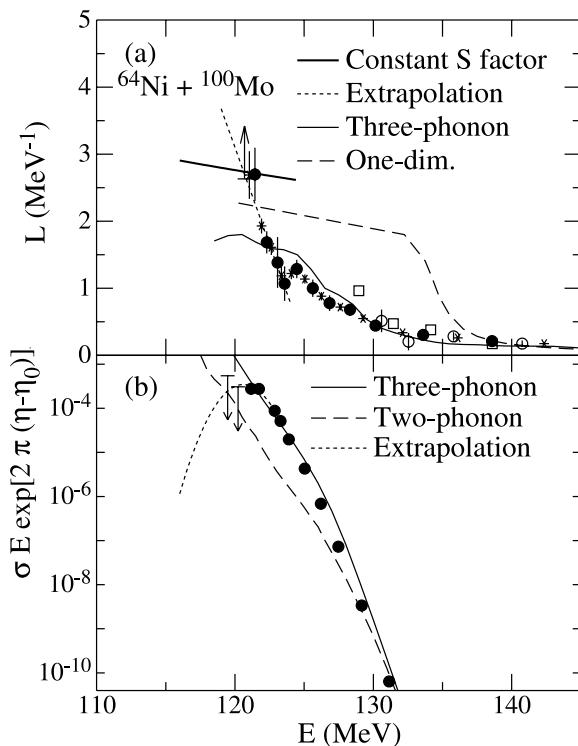 5
(a)
Constant S factor
⁶⁴Ni + ¹⁰⁰Mo
4
Extrapolation
Three-phonon
3
One-dim.
L (MeV⁻¹)
2
1
0
(b)
Three-phonon
10⁻⁴
Two-phonon
Extrapolation
σ E exp[2 π (η-η₀)]
10⁻⁶
10⁻⁸
10⁻¹⁰
110 120 130 140
E (MeV)